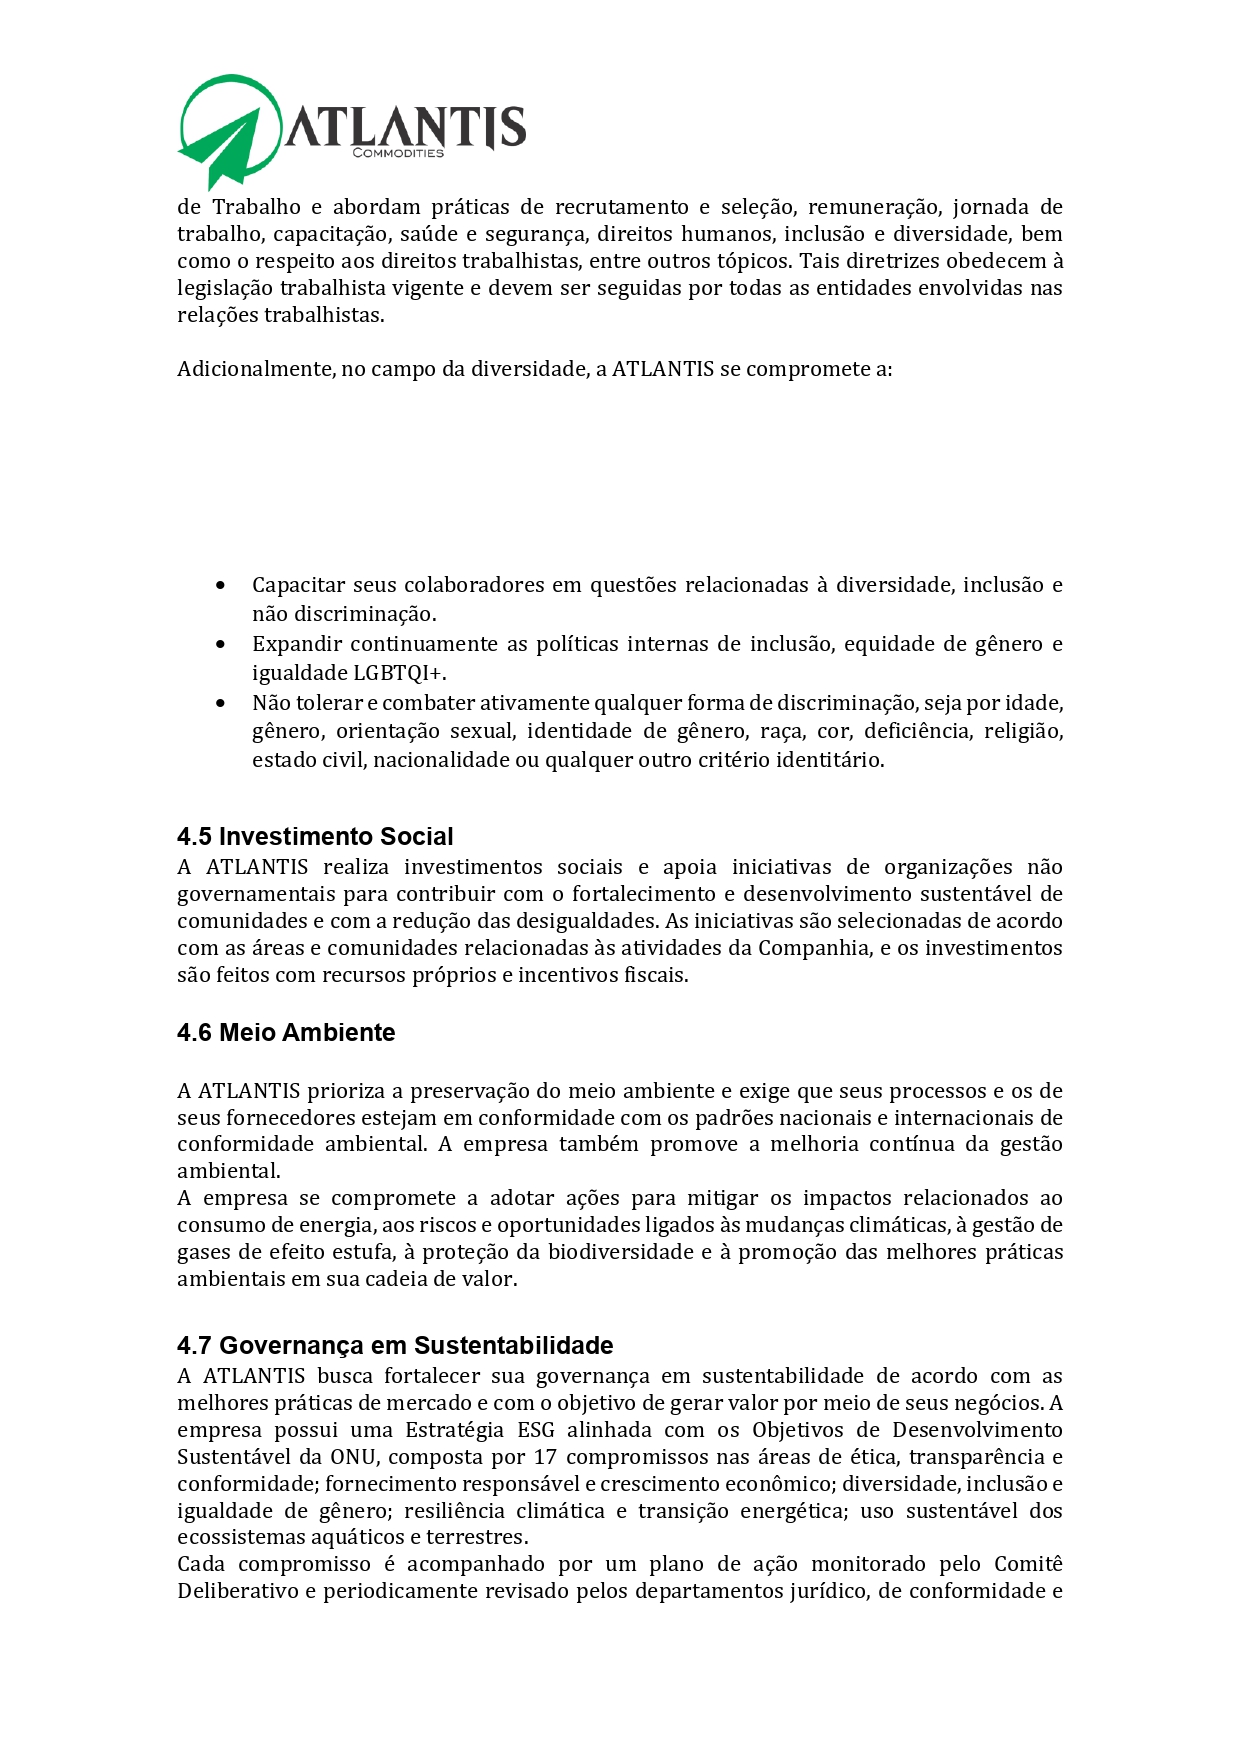 ATLANTIS
COMMODITIES
de Trabalho e abordam práticas de recrutamento e seleção, remuneração, jornada de
trabalho, capacitação, saúde e segurança, direitos humanos, inclusão e diversidade, bem
como o respeito aos direitos trabalhistas, entre outros tópicos. Tais diretrizes obedecem à
legislação trabalhista vigente e devem ser seguidas por todas as entidades envolvidas nas
relações trabalhistas.
Adicionalmente, no campo da diversidade, a ATLANTIS se compromete a:
• Capacitar seus colaboradores em questões relacionadas à diversidade, inclusão e
não discriminação.
• Expandir continuamente as políticas internas de inclusão, equidade de gênero e
igualdade LGBTQI+.
• Não tolerar e combater ativamente qualquer forma de discriminação, seja por idade,
gênero, orientação sexual, identidade de gênero, raça, cor, deficiência, religião,
estado civil, nacionalidade ou qualquer outro critério identitário.
4.5 Investimento Social
A ATLANTIS realiza investimentos sociais e apoia iniciativas de organizações não
governamentais para contribuir com o fortalecimento e desenvolvimento sustentável de
comunidades e com a redução das desigualdades. As iniciativas são selecionadas de acordo
com as áreas e comunidades relacionadas às atividades da Companhia, e os investimentos
são feitos com recursos próprios e incentivos fiscais.
4.6 Meio Ambiente
A ATLANTIS prioriza a preservação do meio ambiente e exige que seus processos e os de
seus fornecedores estejam em conformidade com os padrões nacionais e internacionais de
conformidade ambiental. A empresa também promove a melhoria contínua da gestão
ambiental.
A empresa se compromete a adotar ações para mitigar os impactos relacionados ao
consumo de energia, aos riscos e oportunidades ligados às mudanças climáticas, à gestão de
gases de efeito estufa, à proteção da biodiversidade e à promoção das melhores práticas
ambientais em sua cadeia de valor.
4.7 Governança em Sustentabilidade
A ATLANTIS busca fortalecer sua governança em sustentabilidade de acordo com as
melhores práticas de mercado e com o objetivo de gerar valor por meio de seus negócios. A
empresa possui uma Estratégia ESG alinhada com os Objetivos de Desenvolvimento
Sustentável da ONU, composta por 17 compromissos nas áreas de ética, transparência e
conformidade; fornecimento responsável e crescimento econômico; diversidade, inclusão e
igualdade de gênero; resiliência climática e transição energética; uso sustentável dos
ecossistemas aquáticos e terrestres.
Cada compromisso é acompanhado por um plano de ação monitorado pelo Comitê
Deliberativo e periodicamente revisado pelos departamentos jurídico, de conformidade e